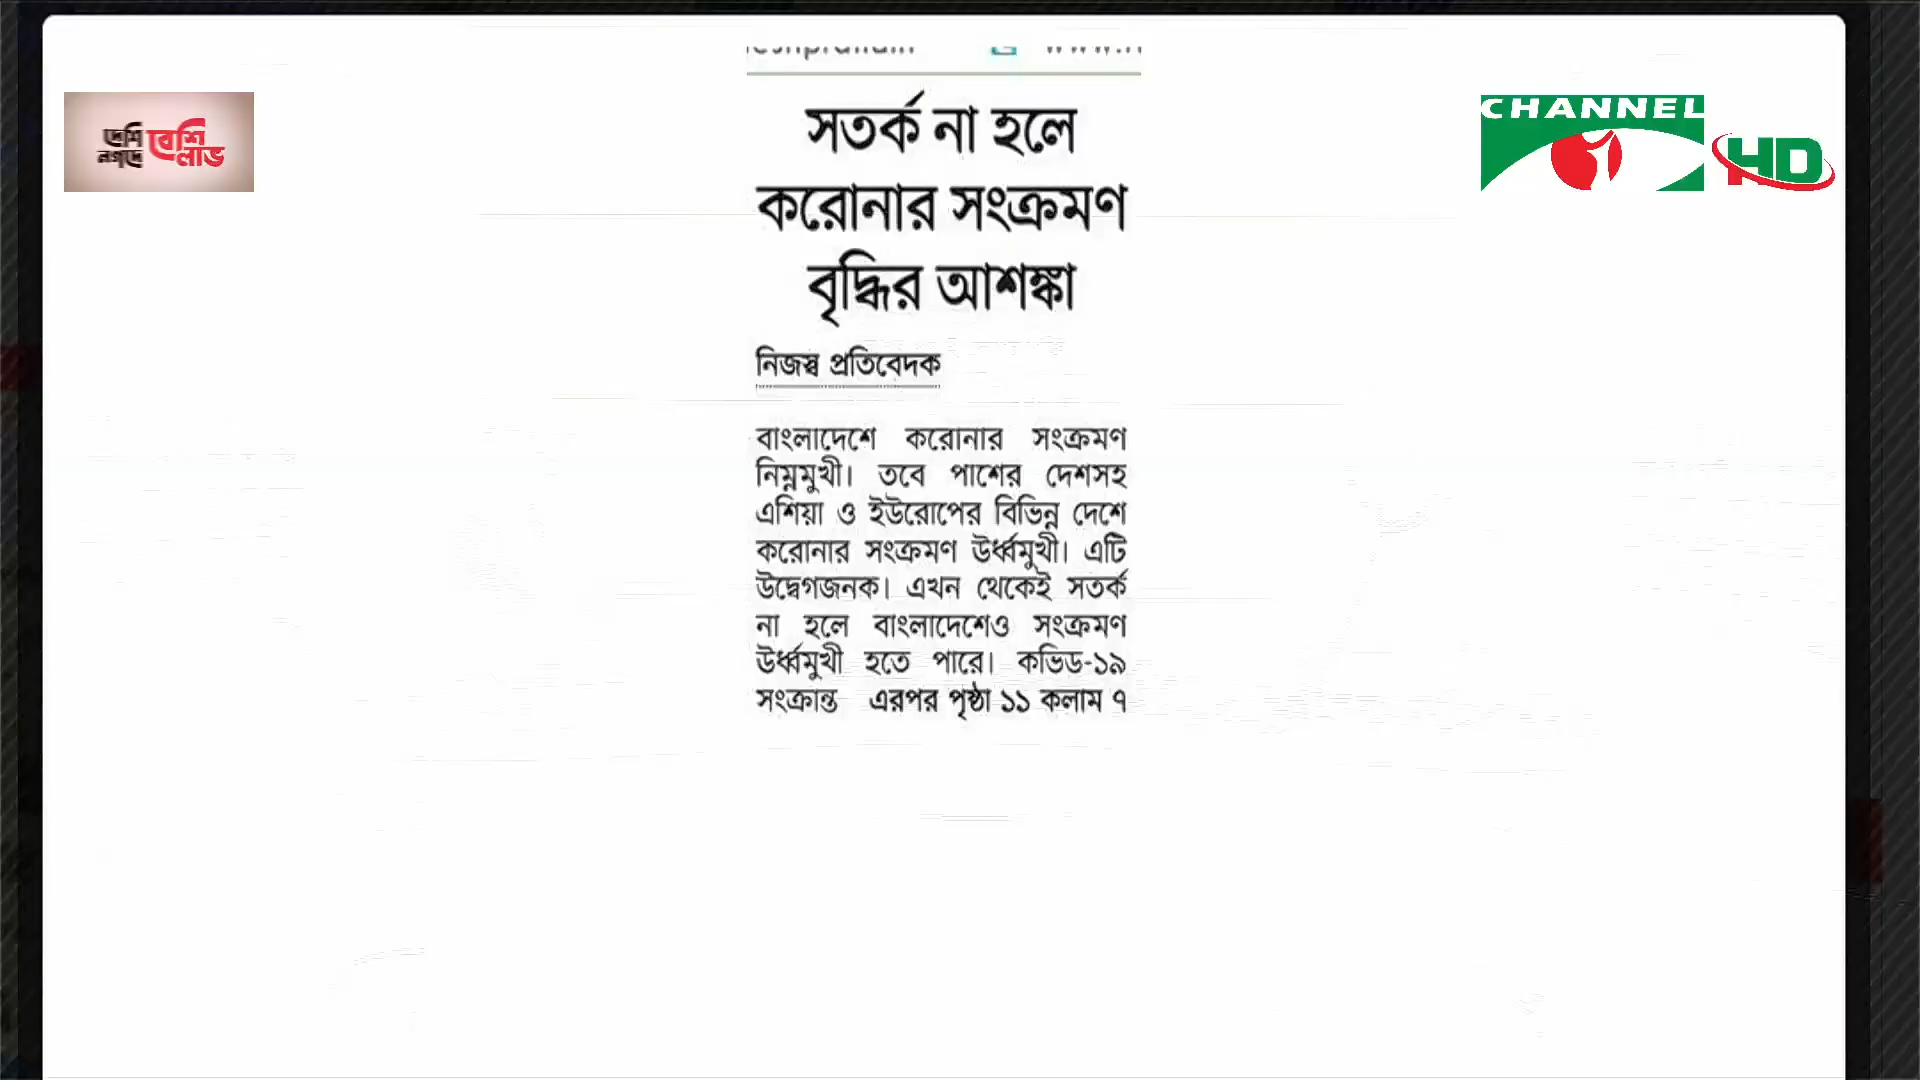 দেশি বেশি
নগদে লাভ
CHANNEL
HD
সতর্ক না হলে
করোনার সংক্রমণ
বৃদ্ধির আশঙ্কা
নিজস্ব প্রতিবেদক
বাংলাদেশে করোনার সংক্রমণ
নিম্নমুখী। তবে পাশের দেশসহ
এশিয়া ও ইউরোপের বিভিন্ন দেশে
করোনার সংক্রমণ উর্ধ্বমুখী। এটি
উদ্বেগজনক। এখন থেকেই সতর্ক
না হলে বাংলাদেশেও সংক্রমণ
উর্ধ্বমুখী হতে পারে। কভিড-১৯
সংক্রান্ত এরপর পৃষ্ঠা ১১ কলাম ৭